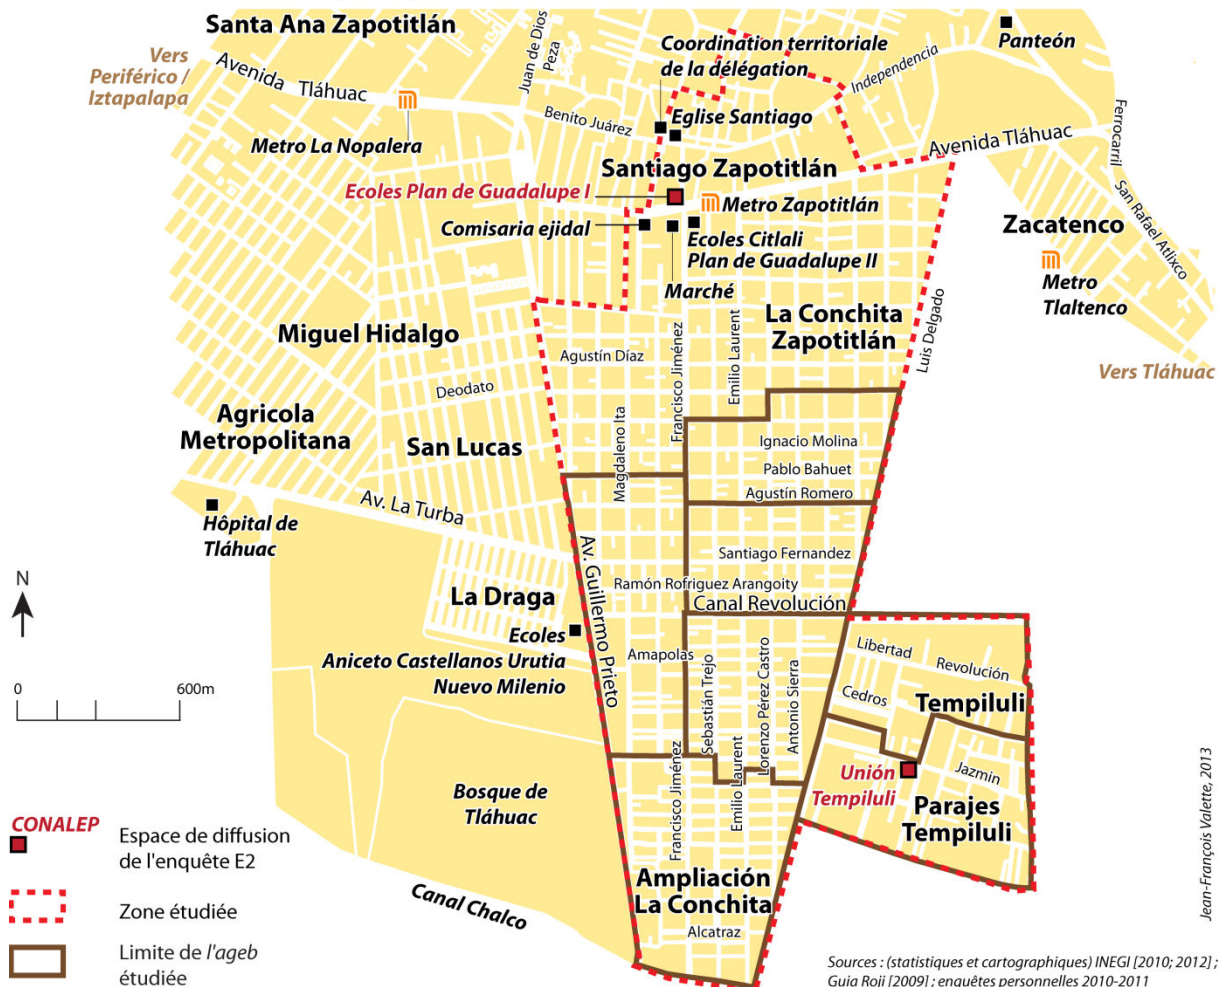 Santa Ana Zapotitlán
Vers
Periférico /
Iztapalapa
Avenida Tláhuac
Juan de Dios
Peza
Coordination territoriale
de la délégation
Independencia
Panteón
Benito Juárez
Eglise Santiago
Metro La Nopalera
Avenida Tláhuac
Ferrocarril San Rafael Atlixco
Santiago Zapotitlán
Ecoles Plan de Guadalupe I
Metro Zapotitlán
Comisaria ejidal
Ecoles Citlali
Plan de Guadalupe II
Marché
Zacatenco
Metro
Tlaltenco
La Conchita
Zapotitlán
Luis Delgado
Miguel Hidalgo
Agustín Díaz
Francisco Jiménez
Emilio Laurent
Vers Tláhuac
Deodato
Agricola
Metropolitana
San Lucas
Magdaleno Ita
Ignacio Molina
Pablo Bahuet
Agustín Romero
Av. La Turba
Hôpital de
Tláhuac
Av. Guillermo Prieto
Santiago Fernandez
Ramón Rofriguez Arangoity
Canal Revolución
N
La Draga
Ecoles
Aniceto Castellanos Urutia
Nuevo Milenio
Amapolas
Sebastián Trejo
Lorenzo Pérez Castro
Antonio Sierra
Libertad
Revolución
Cedros
Tempiluli
0 600m
Francisco Jiménez
Emilio Laurent
Unión
Tempiluli
Jazmin
Parajes
Tempiluli
Bosque de
Tláhuac
Ampliación
La Conchita
Canal Chalco
Alcatraz
CONALEP
Espace de diffusion
de l'enquête E2
Zone étudiée
Limite de l'ageb
étudiée
Jean-François Valette, 2013
Sources : (statistiques et cartographiques) INEGI [2010; 2012] ;
Guia Roji [2009] ; enquêtes personnelles 2010-2011